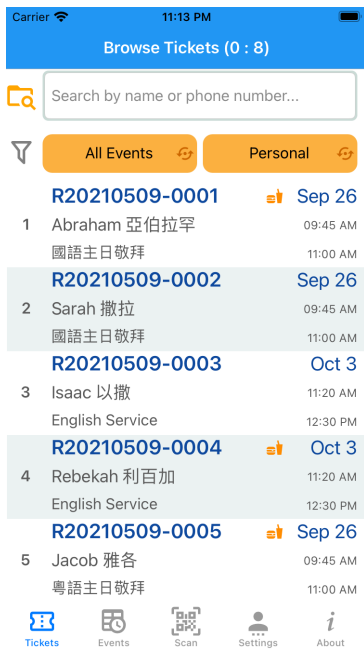 Carrier 11:13 PM
Browse Tickets (0 : 8)
Search by name or phone number...
All Events Personal
R20210509-0001 Sep 26
1 Abraham 亞伯拉罕 09:45 AM
國語主日敬拜 11:00 AM
R20210509-0002 Sep 26
2 Sarah 撒拉 09:45 AM
國語主日敬拜 11:00 AM
R20210509-0003 Oct 3
3 Isaac 以撒 11:20 AM
English Service 12:30 PM
R20210509-0004 Oct 3
4 Rebekah 利百加 11:20 AM
English Service 12:30 PM
R20210509-0005 Sep 26
5 Jacob 雅各 09:45 AM
粵語主日敬拜 11:00 AM
Tickets Events Scan Settings About